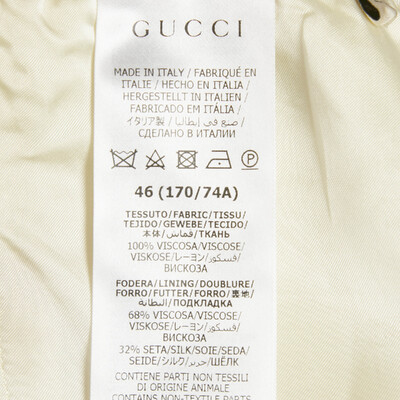 GUCCI
MADE IN ITALY / FABRIQUÉ EN
ITALIE / HECHO EN ITALIA /
HERGESTELLT IN ITALIEN /
FABRICADO EM ITÁLIA /
イタリア製 / صنع في إيطاليا /
СДЕЛАНО В ИТАЛИИ
P
46 (170/74A)
TESSUTO/FABRIC/TISSU/
TEJIDO/GEWEBE/TECIDO/
本体/قماش/ТКАНЬ
100% VISCOSA/VISCOSE/
VISKOSE/レーヨン/فسكوز/
ВИСКОЗА
FODERA/LINING/DOUBLURE/
FORRO/FUTTER/FORRO/裏地/
البطانة/ПОДКЛАДКА
68% VISCOSA/VISCOSE/
VISKOSE/レーヨン/فسكوز/
ВИСКОЗА
32% SETA/SILK/SOIE/SEDA/
SEIDE/シルク/حرير/ШЁЛК
CONTIENE PARTI NON TESSILI
DI ORIGINE ANIMALE
CONTAINS NON-TEXTILE PARTS